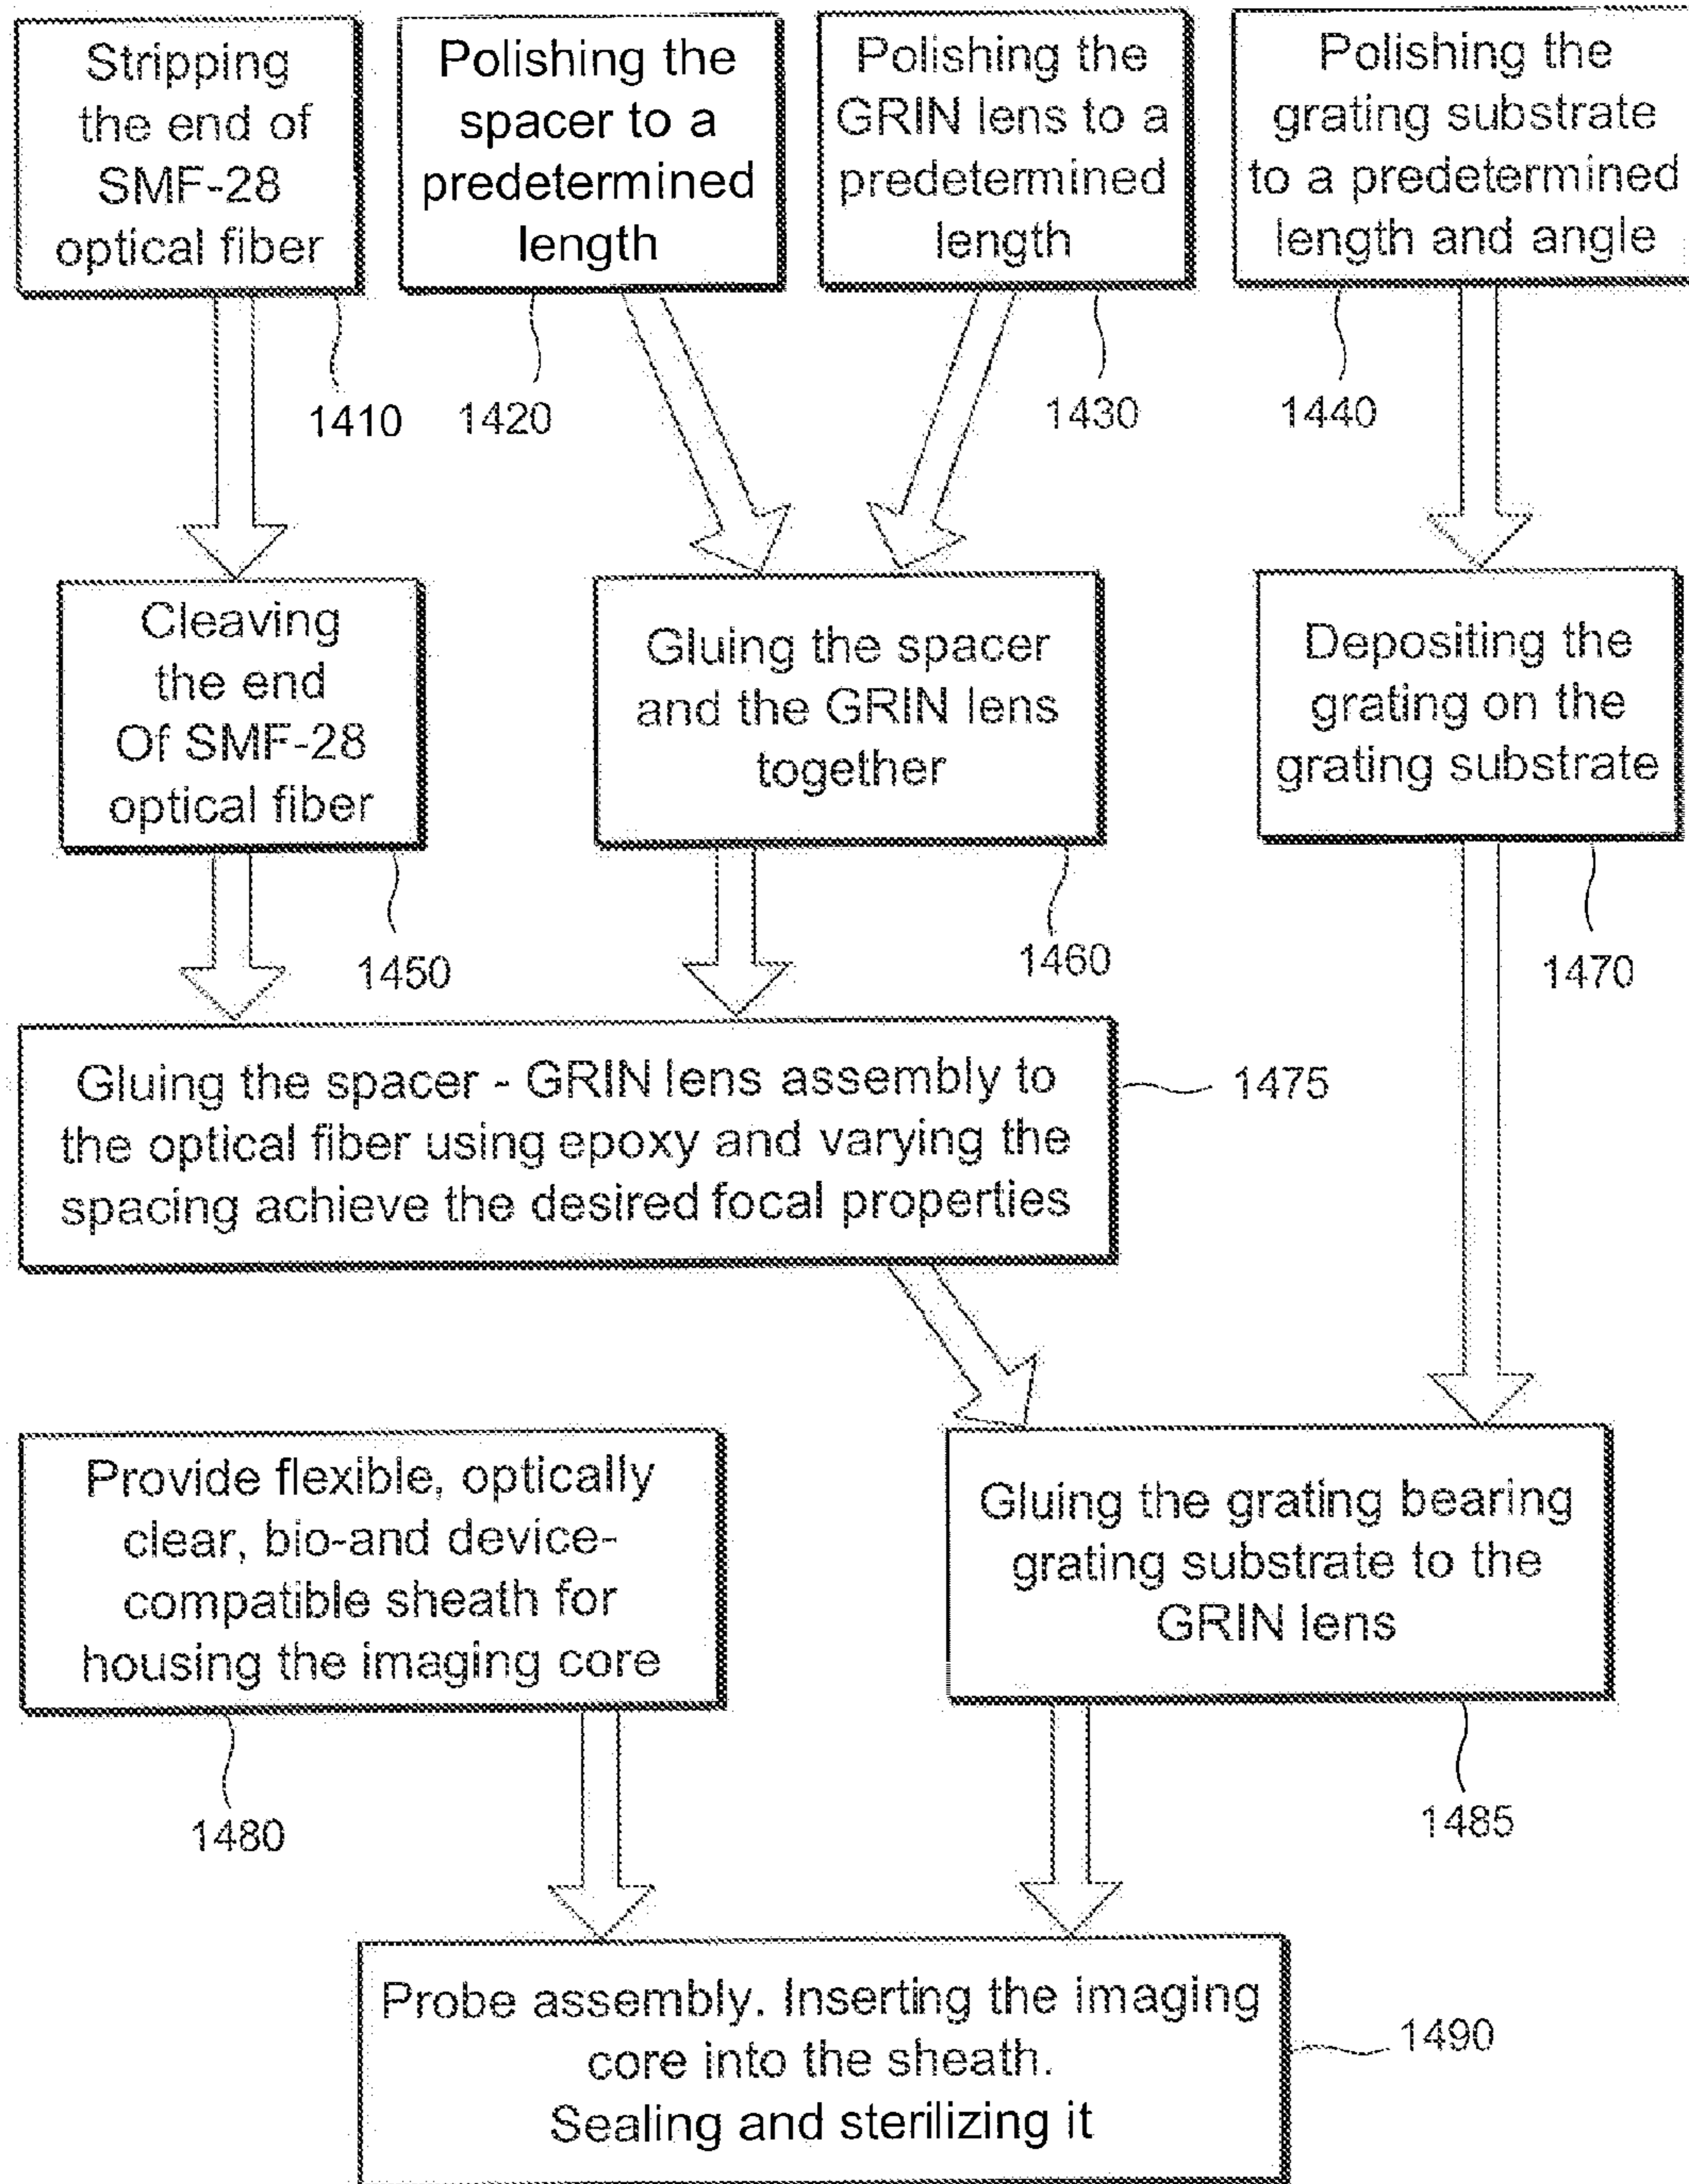 Stripping
the end of
SMF-28
optical fiber
Polishing the
spacer to a
predetermined
length
Polishing the
GRIN lens to a
predetermined
length
Polishing the
grating substrate
to a predetermined
length and angle
1410
1420
1430
1440
Cleaving
the end
Of SMF-28
optical fiber
Gluing the spacer
and the GRIN lens
together
Depositing the
grating on the
grating substrate
1450
1460
1470
Gluing the spacer - GRIN lens assembly to
the optical fiber using epoxy and varying the
spacing achieve the desired focal properties
1475
Provide flexible, optically
clear, bio-and device-
compatible sheath for
housing the imaging core
Gluing the grating bearing
grating substrate to the
GRIN lens
1480
1485
Probe assembly. Inserting the imaging
core into the sheath.
Sealing and sterilizing it
1490